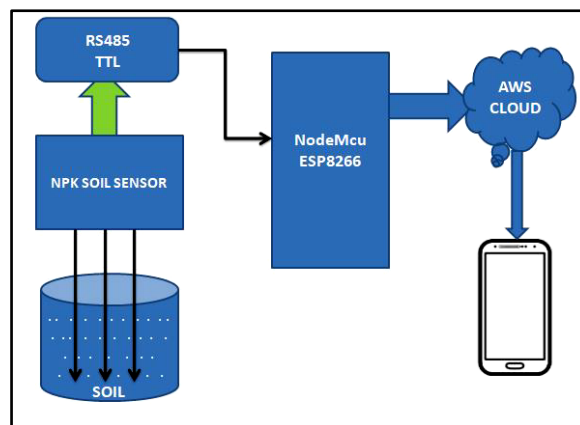 RS485
TTL
NPK SOIL SENSOR
SOIL
NodeMcu
ESP8266
AWS
CLOUD